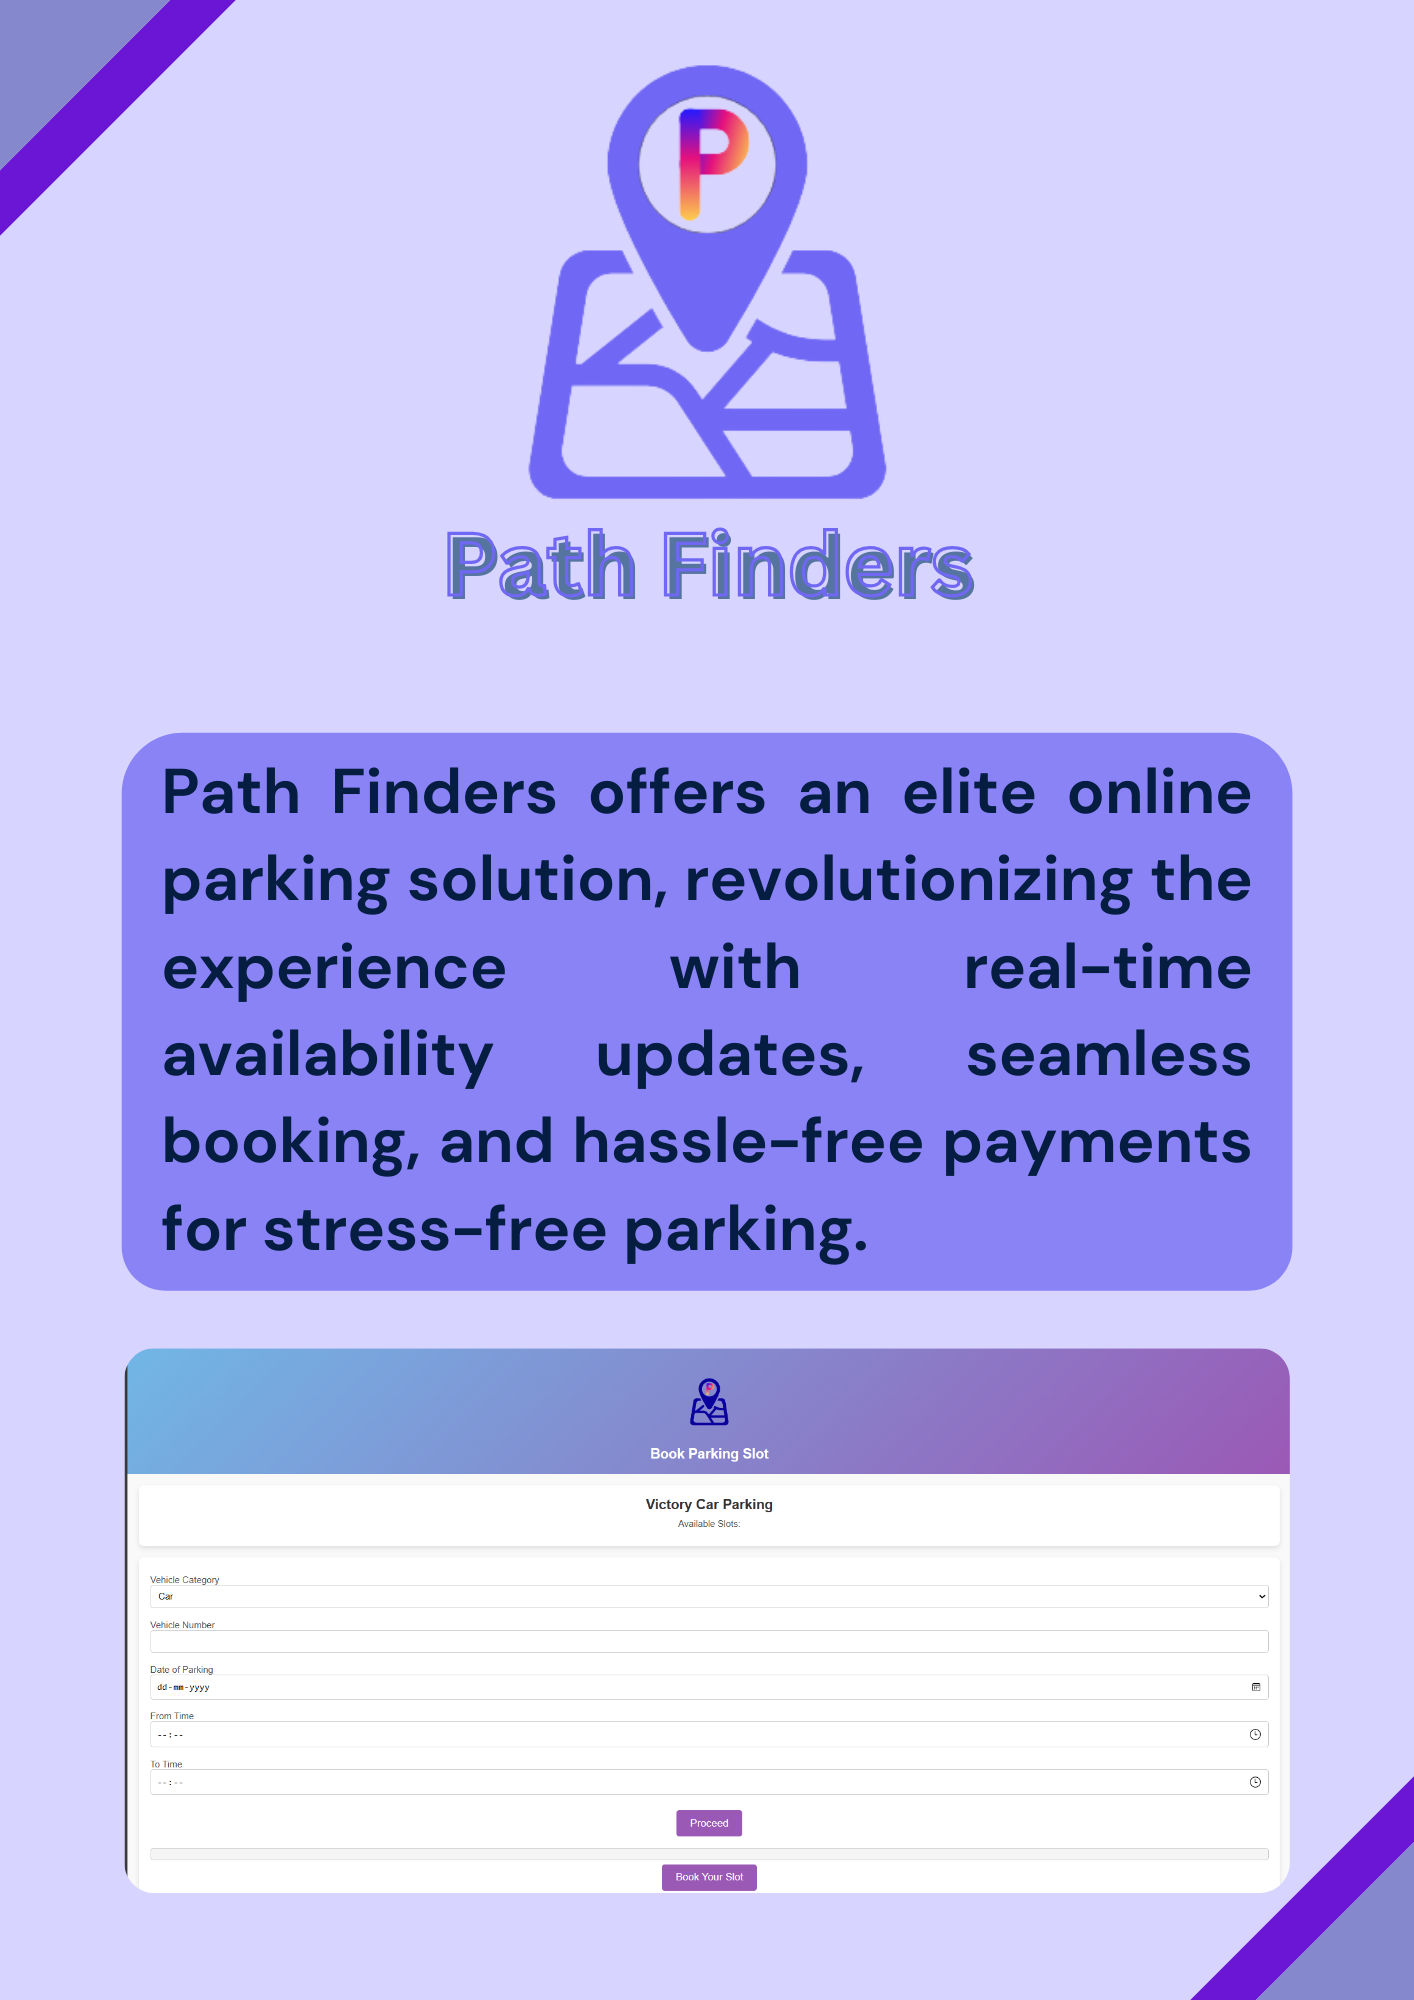 P
Path Finders
Path Finders offers an elite online
parking solution, revolutionizing the
experience with real-time
availability updates, seamless
booking, and hassle-free payments
for stress-free parking.
P
Book Parking Slot
Victory Car Parking
Available Slots:
Vehicle Category
Car
Vehicle Number
Date of Parking
dd-mm-yyyy
From Time
--:--
To Time
--:--
Proceed
Book Your Slot